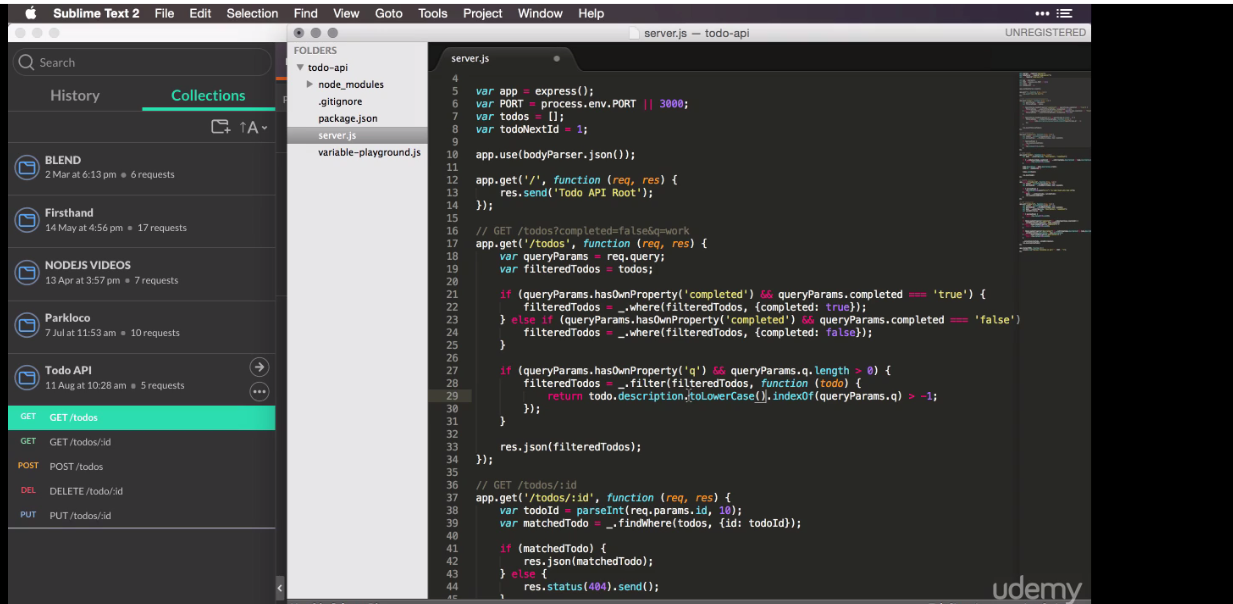 Sublime Text 2 File Edit Selection Find View Goto Tools Project Window Help
server.js — todo-api UNREGISTERED
Search
History Collections
↑A
BLEND
2 Mar at 6:13 pm 6 requests
Firsthand
14 May at 4:56 pm 17 requests
NODEJS VIDEOS
13 Apr at 3:57 pm 7 requests
Parkloco
7 Jul at 11:53 am 10 requests
Todo API
11 Aug at 10:28 am 5 requests
GET GET /todos
GET GET /todos/:id
POST POST /todos
DEL DELETE /todo/:id
PUT PUT /todos/:id
FOLDERS
todo-api
node_modules
.gitignore
package.json
server.js
variable-playground.js
server.js
4
5 var app = express();
6 var PORT = process.env.PORT || 3000;
7 var todos = [];
8 var todoNextId = 1;
9
10 app.use(bodyParser.json());
11
12 app.get('/', function (req, res) {
13 res.send('Todo API Root');
14 });
15
16 // GET /todos?completed=false&q=work
17 app.get('/todos', function (req, res) {
18 var queryParams = req.query;
19 var filteredTodos = todos;
20
21 if (queryParams.hasOwnProperty('completed') && queryParams.completed === 'true') {
22 filteredTodos = _.where(filteredTodos, {completed: true});
23 } else if (queryParams.hasOwnProperty('completed') && queryParams.completed === 'false')
24 filteredTodos = _.where(filteredTodos, {completed: false});
25 }
26
27 if (queryParams.hasOwnProperty('q') && queryParams.q.length > 0) {
28 filteredTodos = _.filter(filteredTodos, function (todo) {
29 return todo.description.toLowerCase().indexOf(queryParams.q) > -1;
30 });
31 }
32
33 res.json(filteredTodos);
34 });
35
36 // GET /todos/:id
37 app.get('/todos/:id', function (req, res) {
38 var todoId = parseInt(req.params.id, 10);
39 var matchedTodo = _.findWhere(todos, {id: todoId});
40
41 if (matchedTodo) {
42 res.json(matchedTodo);
43 } else {
44 res.status(404).send();
45 }
udemy